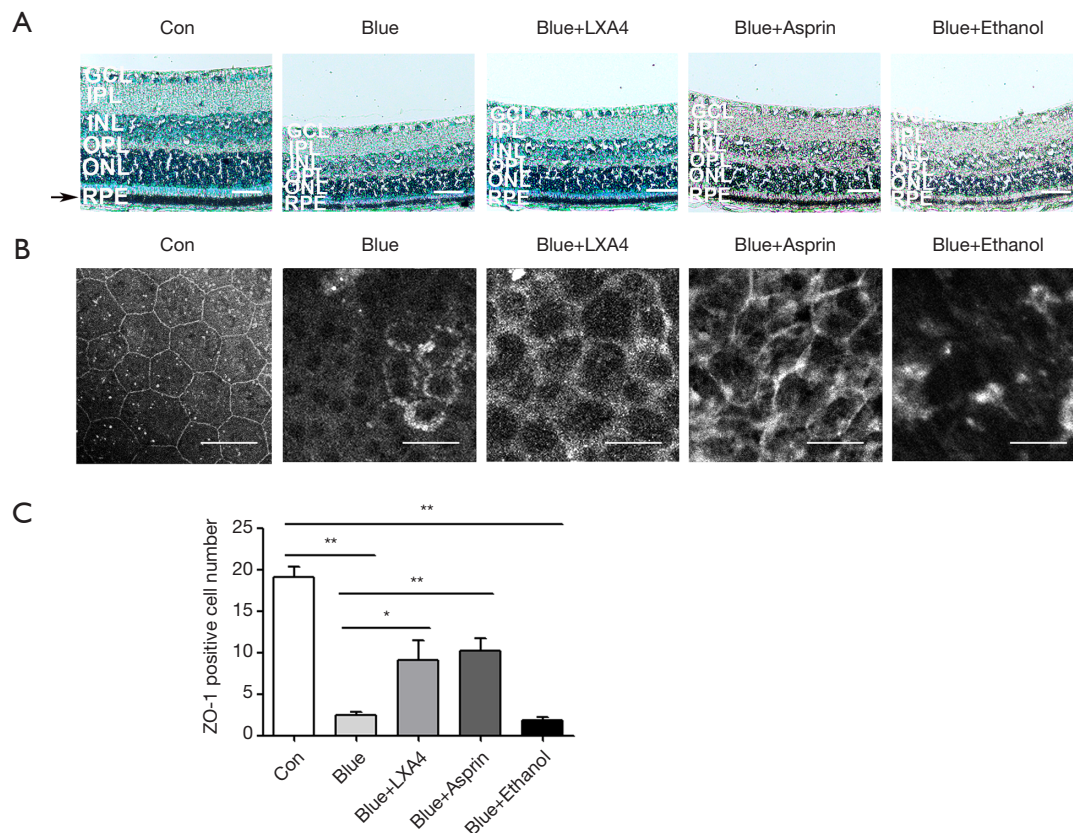 A
Con Blue Blue+LXA4 Blue+Asprin Blue+Ethanol
GCL
IPL
INL
OPL
ONL
RPE
GCL
IPL
INL
OPL
ONL
RPE
GCL
IPL
INL
OPL
ONL
RPE
GCL
IPL
INL
OPL
ONL
RPE
IPL
INL
OPL
ONL
RPE
B
Con Blue Blue+LXA4 Blue+Asprin Blue+Ethanol
C
ZO-1 positive cell number
25
20
15
10
5
0
**
**
**
*
Con
Blue
Blue+LXA4
Blue+Asprin
Blue+Ethanol